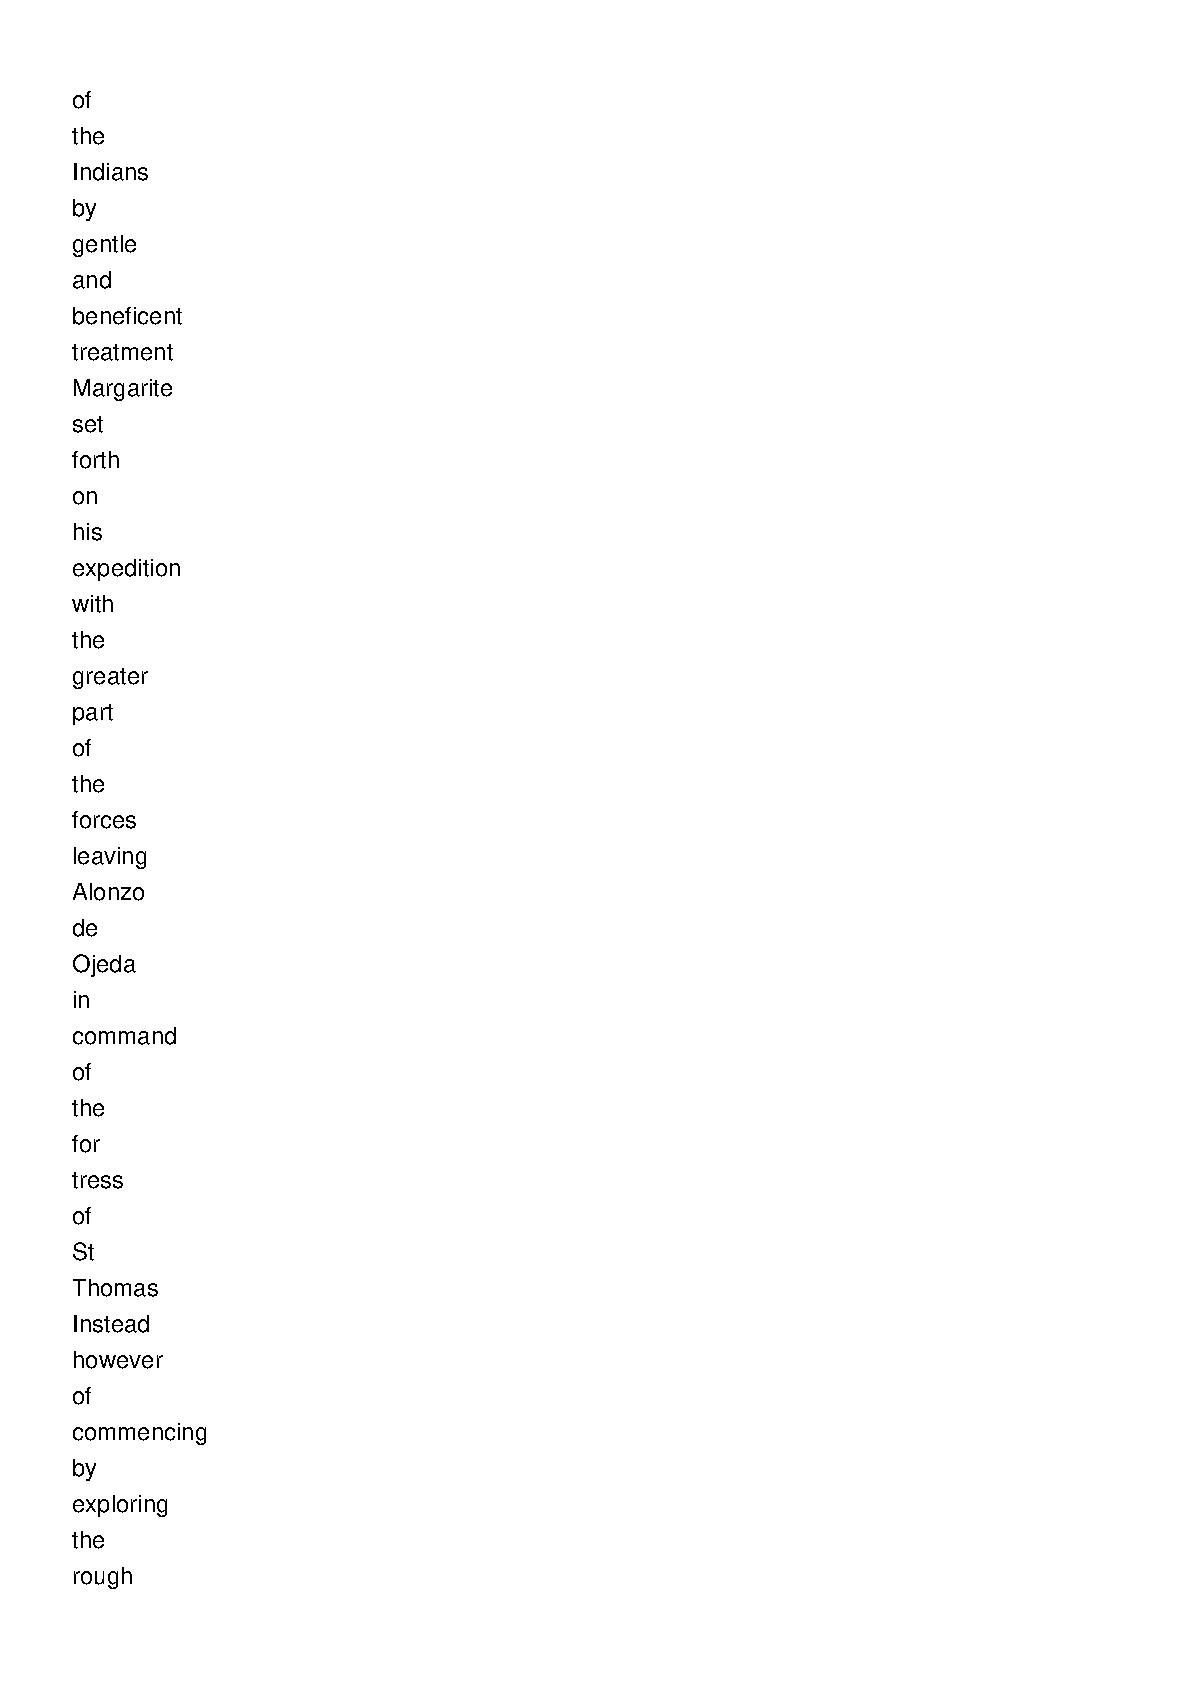 of
the
Indians
by
gentle
and
beneficent
treatment
Margarite
set
forth
on
his
expedition
with
the
greater
part
of
the
forces
leaving
Alonzo
de
Ojeda
in
command
of
the
for
tress
of
St
Thomas
Instead
however
of
commencing
by
exploring
the
rough